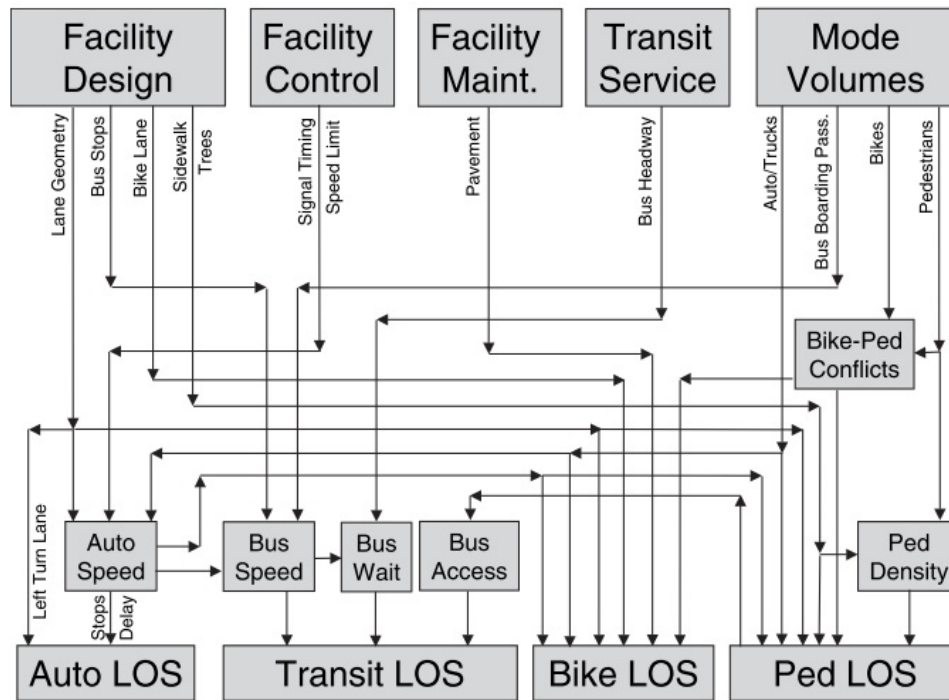 Facility
Design
Facility
Control
Facility
Maint.
Transit
Service
Mode
Volumes
Lane Geometry
Bus Stops
Bike Lane
Sidewalk
Trees
Signal Timing
Speed Limit
Pavement
Bus Headway
Auto/Trucks
Bus Boarding Pass.
Bikes
Pedestrians
Bike-Ped
Conflicts
Left Turn Lane
Auto
Speed
Bus
Speed
Bus
Wait
Bus
Access
Ped
Density
Stops
Delay
Auto LOS
Transit LOS
Bike LOS
Ped LOS